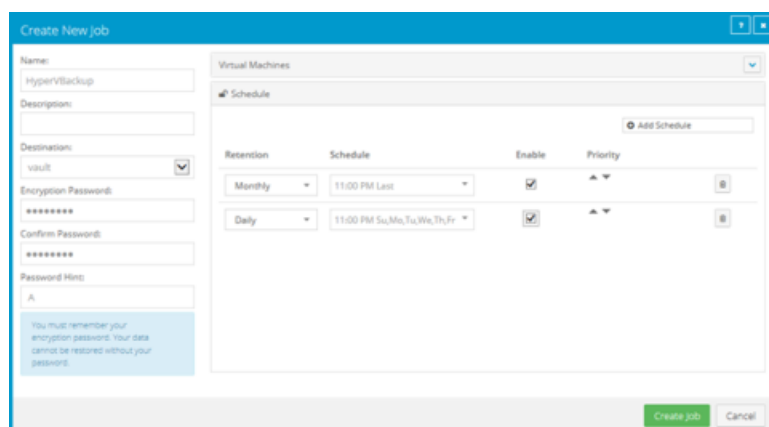 Create New Job
Name:
HyperVBackup
Description:
Destination:
vault
Encryption Password:
••••••••
Confirm Password:
••••••••
Password Hint:
A
You must remember your
encryption password. Your data
cannot be restored without your
password.
Virtual Machines
Schedule
Add Schedule
Retention Schedule Enable Priority
Monthly 11:00 PM Last
Daily 11:00 PM Su,Mo,Tu,We,Th,Fr
Create Job Cancel